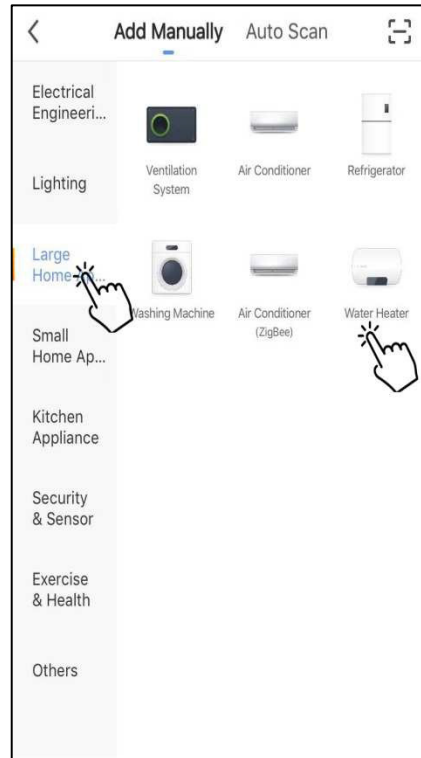 Add Manually Auto Scan
Electrical
Engineeri...
Lighting
Large
Home
Small
Home Ap...
Kitchen
Appliance
Security
& Sensor
Exercise
& Health
Others
Ventilation
System
Air Conditioner
Refrigerator
Washing Machine
Air Conditioner
(ZigBee)
Water Heater